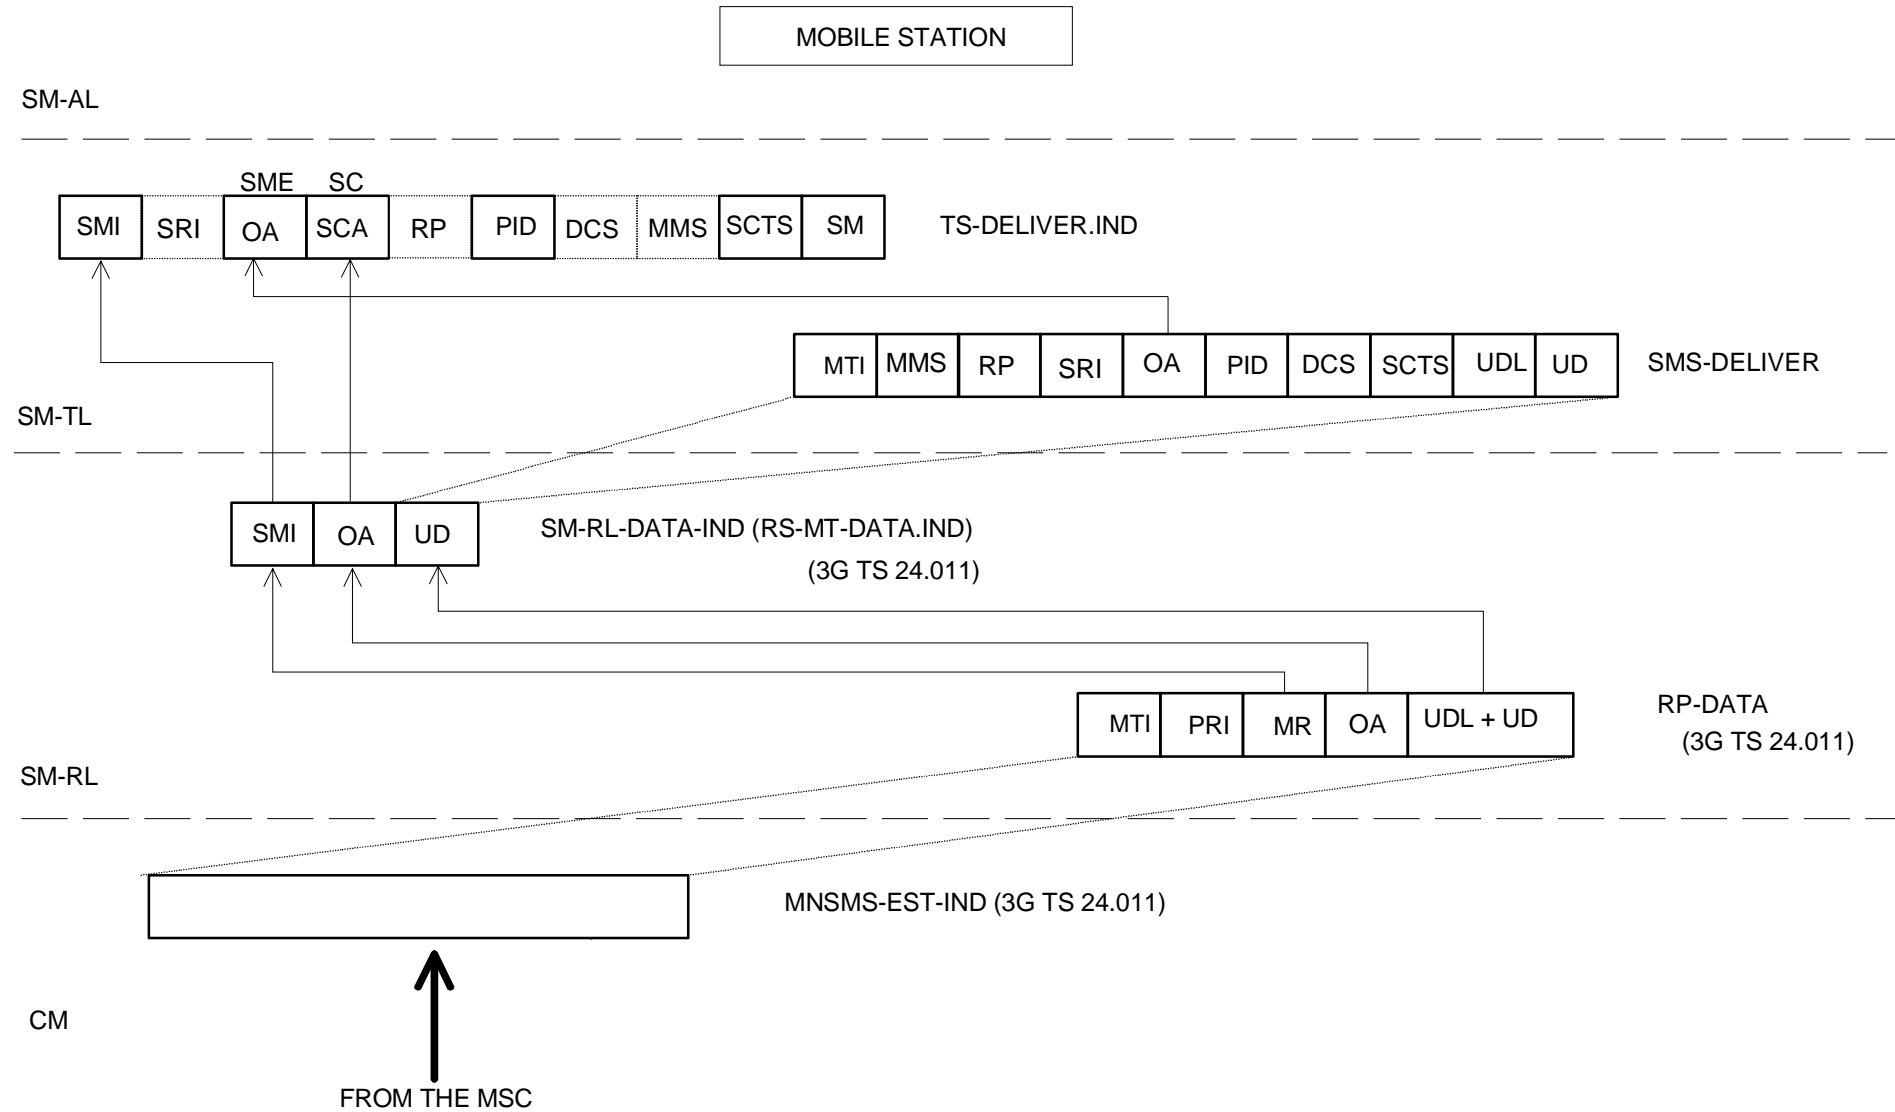 MOBILE STATION
SM-AL
SME SC
SMI SRI OA SCA RP PID DCS MMS SCTS SM TS-DELIVER.IND
MTI MMS RP SRI OA PID DCS SCTS UDL UD SMS-DELIVER
SM-TL
SMI OA UD SM-RL-DATA-IND (RS-MT-DATA.IND)
(3G TS 24.011)
MTI PRI MR OA UDL + UD RP-DATA
(3G TS 24.011)
SM-RL
MNSMS-EST-IND (3G TS 24.011)
CM
FROM THE MSC